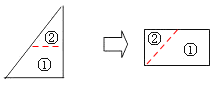 ② ②
① ①